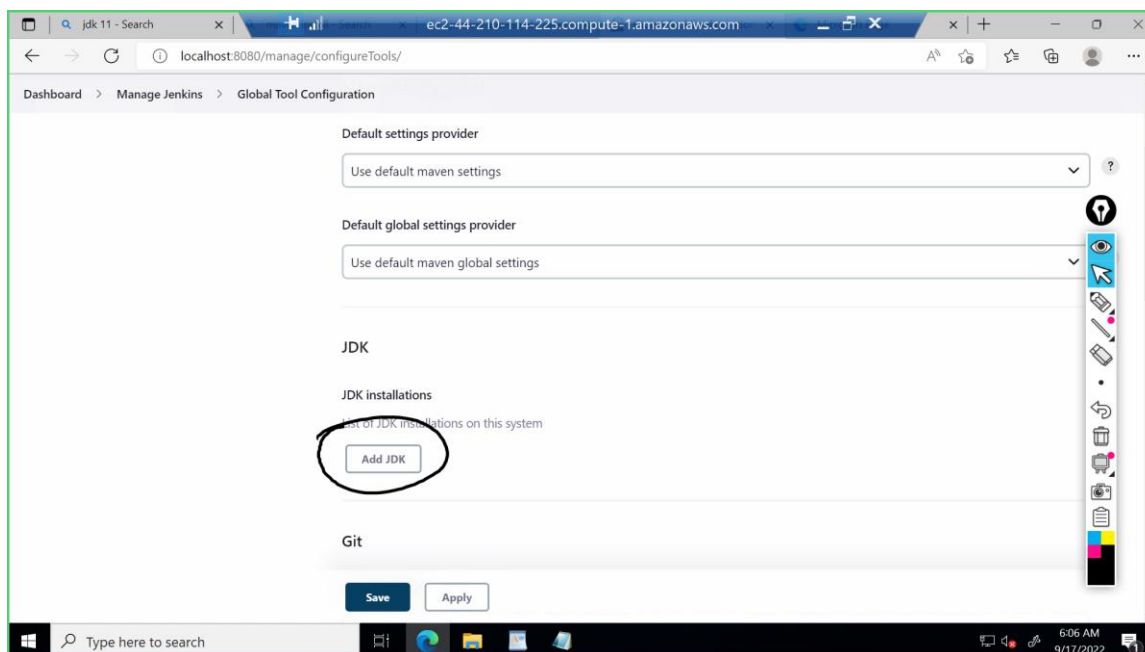 jdk 11 - Search
ec2-44-210-114-225.compute-1.amazonaws.com
localhost:8080/manage/configureTools/
Dashboard > Manage Jenkins > Global Tool Configuration
Default settings provider
Use default maven settings
?
Default global settings provider
Use default maven global settings
JDK
JDK installations
List of JDK installations on this system
Add JDK
Git
Save Apply
Type here to search
6:06 AM
9/17/2022